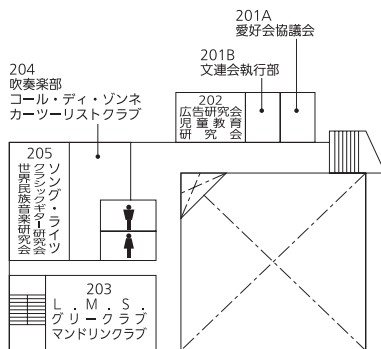 201A
愛好会協議会
201B
文連会執行部
204
吹奏楽部
コール・ディ・ゾンネ
カーツーリストクラブ
202
広告研究会
児童教育
研究会
205
ソング・ライツ
クラシックギター研究会
世界民族音楽研究会
203
L．M．S．
グリークラブ
マンドリンクラブ